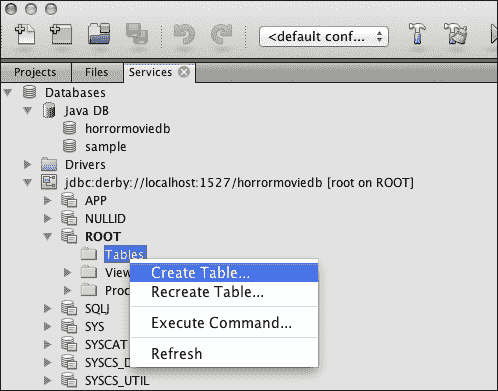 <default conf...
Projects
Files
Services
Databases
Java DB
horrormoviedb
sample
Drivers
jdbc:derby://localhost:1527/horrormoviedb [root on ROOT]
APP
NULLID
ROOT
Tables
Create Table...
Recreate Table...
Execute Command...
Refresh
View
Proc
SQLJ
SYS
SYSCAT
SYSCS_D
SYSCS_UTIL